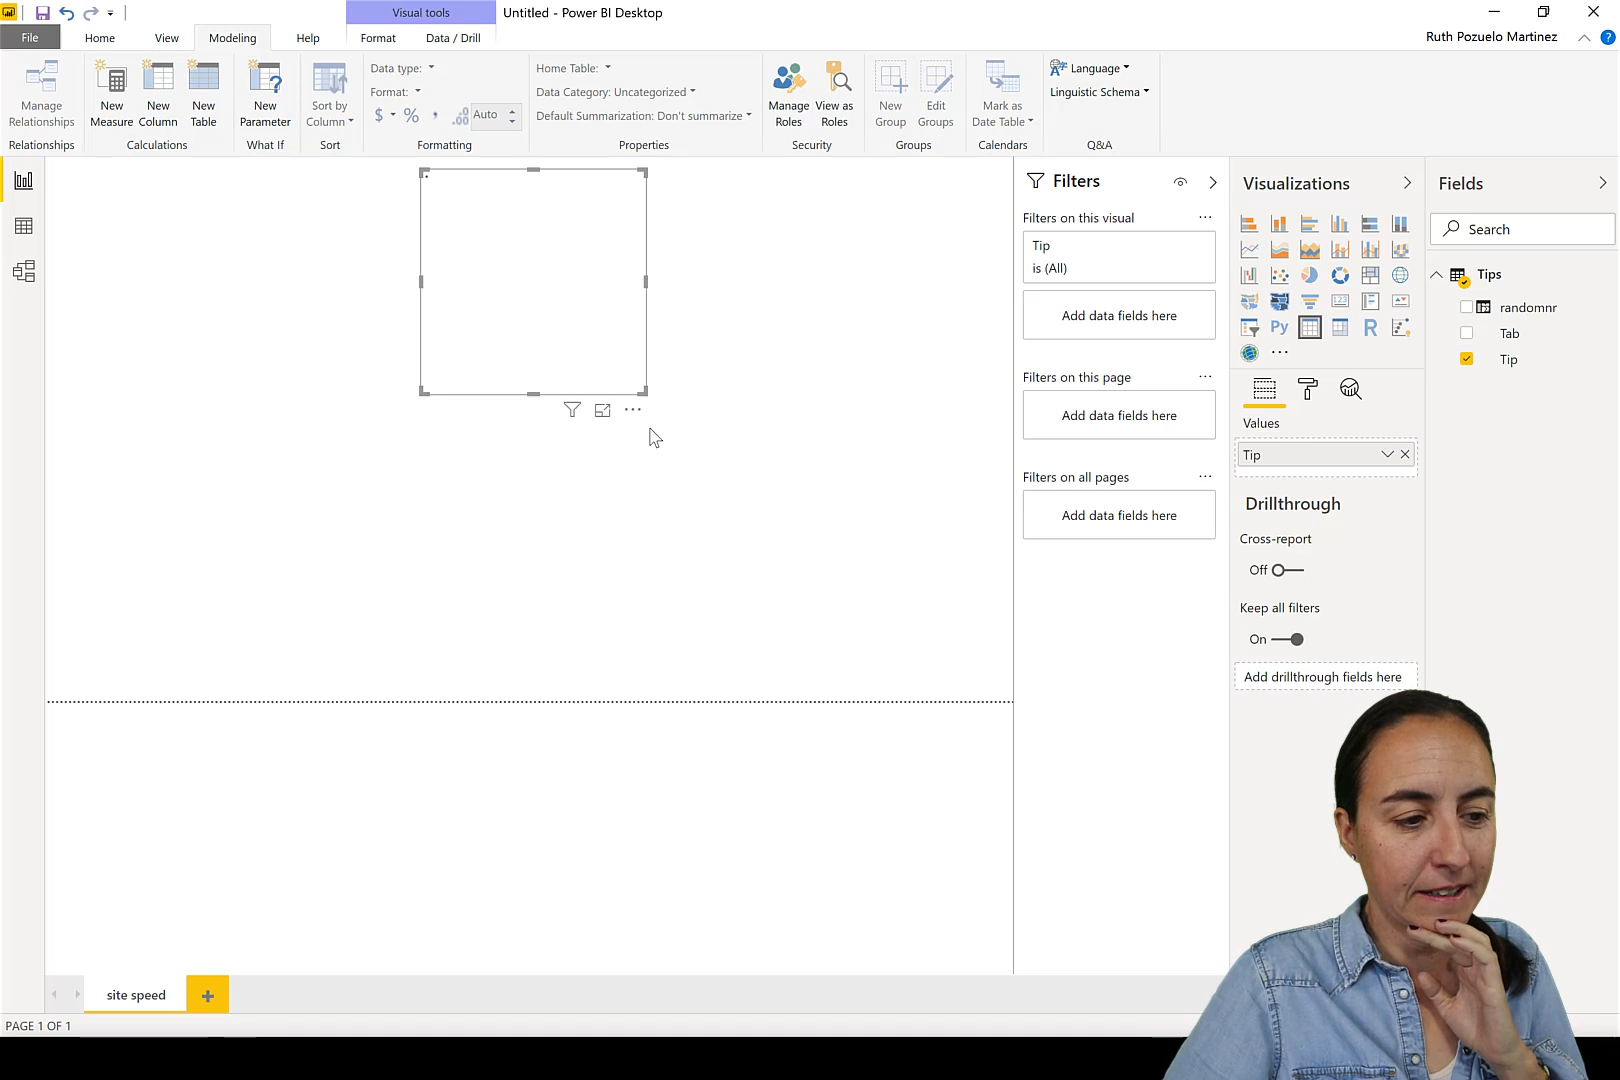 Visual tools
Untitled - Power BI Desktop
File
Home
View
Modeling
Help
Format
Data / Drill
Ruth Pozuelo Martinez
Manage
Relationships
Relationships
New
Measure
New
Column
New
Table
Calculations
New
Parameter
What If
Sort by
Column
Sort
Data type:
Format:
$ % , Auto
Formatting
Home Table:
Data Category: Uncategorized
Default Summarization: Don't summarize
Properties
Manage
Roles
View as
Roles
Security
New
Group
Edit
Groups
Groups
Mark as
Date Table
Calendars
Language
Linguistic Schema
Q&A
Filters
Filters on this visual
Tip
is (All)
Add data fields here
Filters on this page
Add data fields here
Filters on all pages
Add data fields here
Visualizations
Py
R
Values
Tip
Drillthrough
Cross-report
Off
Keep all filters
On
Add drillthrough fields here
Fields
Search
Tips
randomnr
Tab
Tip
site speed
PAGE 1 OF 1